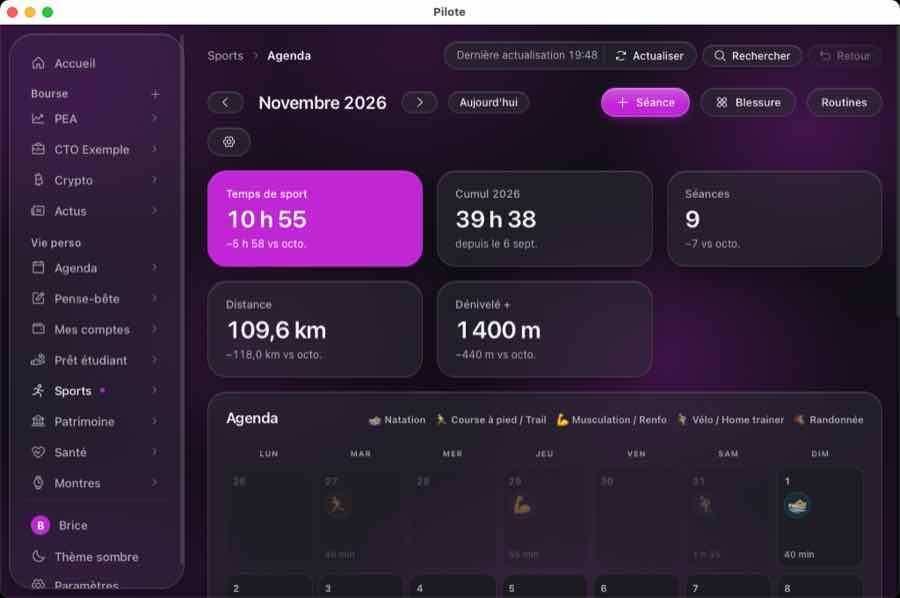 Pilote
Accueil
Bourse
PEA
CTO Exemple
Crypto
Actus
Vie perso
Agenda
Pense-bête
Mes comptes
Prêt étudiant
Sports
Patrimoine
Santé
Montres
B Brice
Thème sombre
Paramètres
Sports > Agenda
Dernière actualisation 19:48
Actualiser
Rechercher
Retour
Novembre 2026
Aujourd'hui
+ Séance
Blessure
Routines
Temps de sport
10 h 55
−5 h 58 vs octo.
Cumul 2026
39 h 38
depuis le 6 sept.
Séances
9
−7 vs octo.
Distance
109,6 km
−118,0 km vs octo.
Dénivelé +
1 400 m
−440 m vs octo.
Agenda
Natation
Course à pied / Trail
Musculation / Renfo
Vélo / Home trainer
Randonnée
LUN MAR MER JEU VEN SAM DIM
26 27 28 29 30 31 1
46 min 55 min 1 h 35 40 min
2 3 4 5 6 7 8